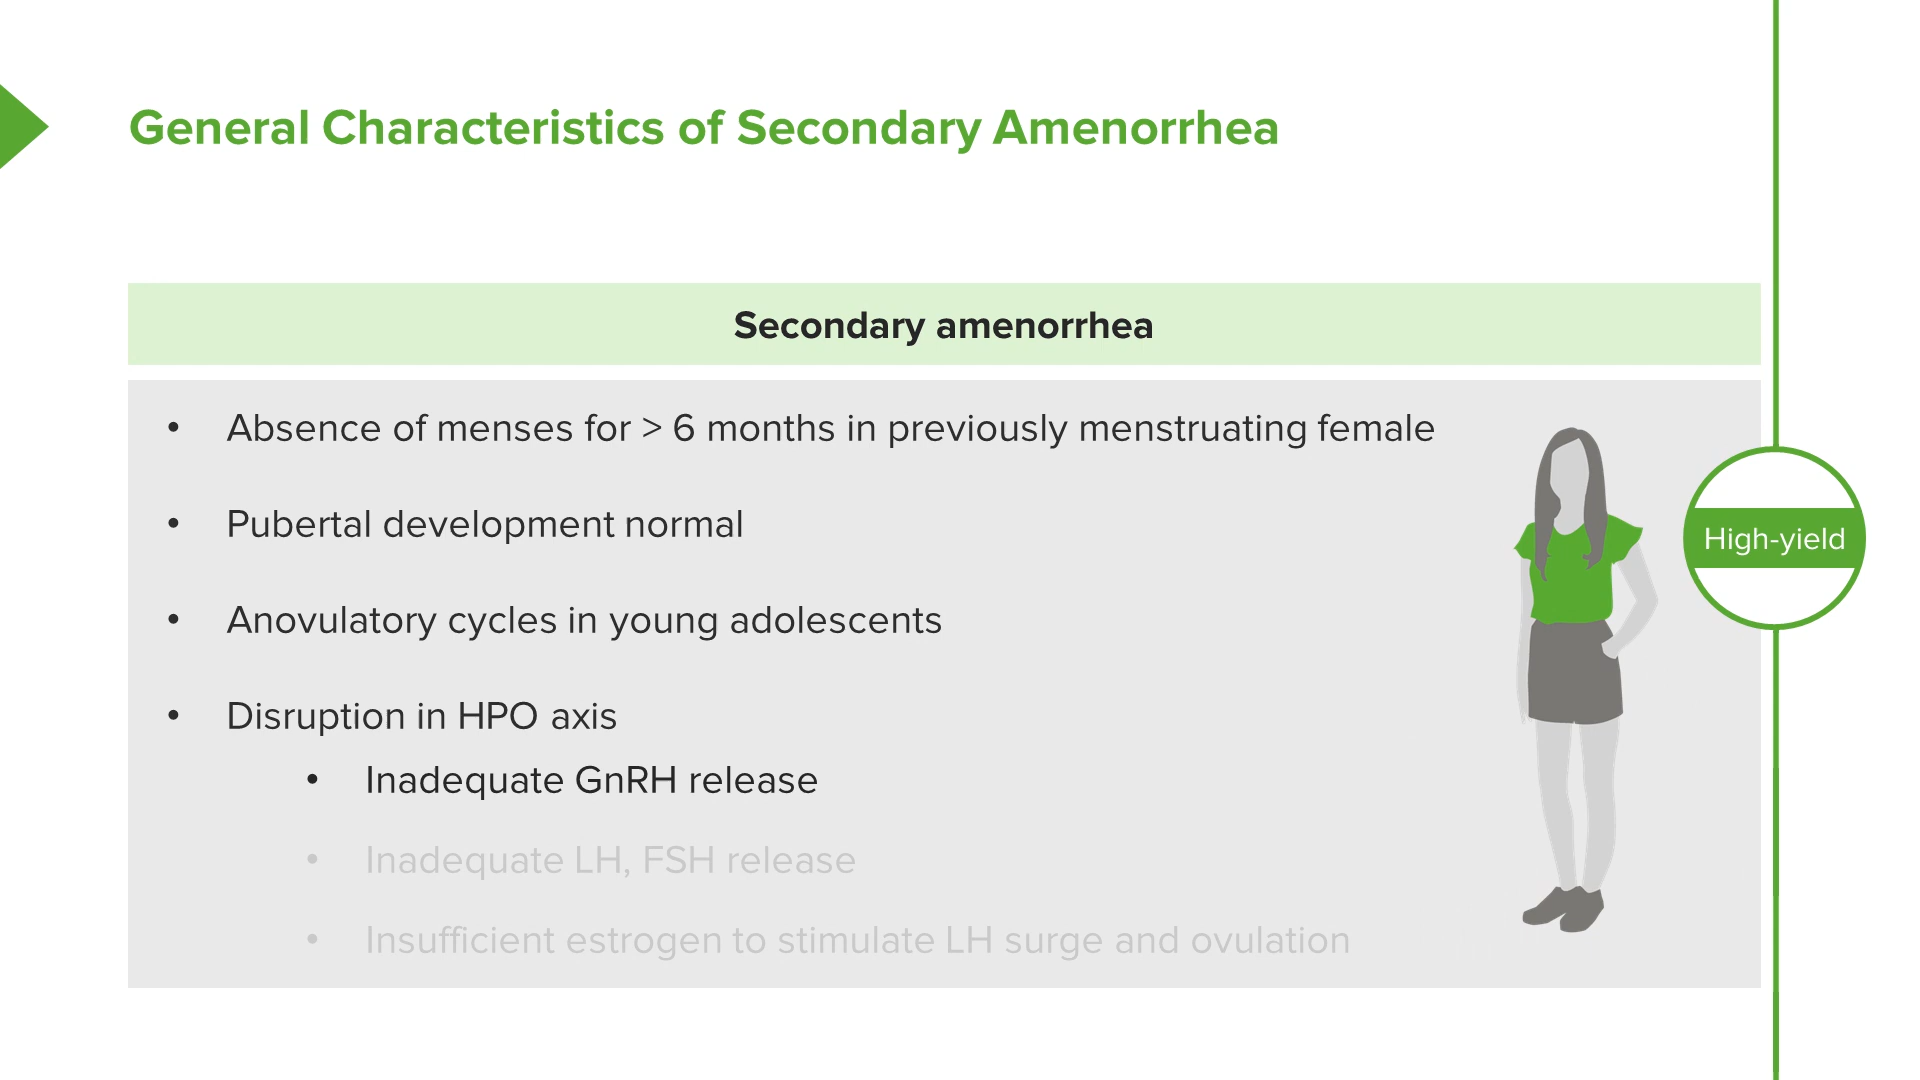 General Characteristics of Secondary Amenorrhea
Secondary amenorrhea
• Absence of menses for > 6 months in previously menstruating female
• Pubertal development normal
• Anovulatory cycles in young adolescents
• Disruption in HPO axis
• Inadequate GnRH release
• Inadequate LH, FSH release
• Insufficient estrogen to stimulate LH surge and ovulation
High-yield